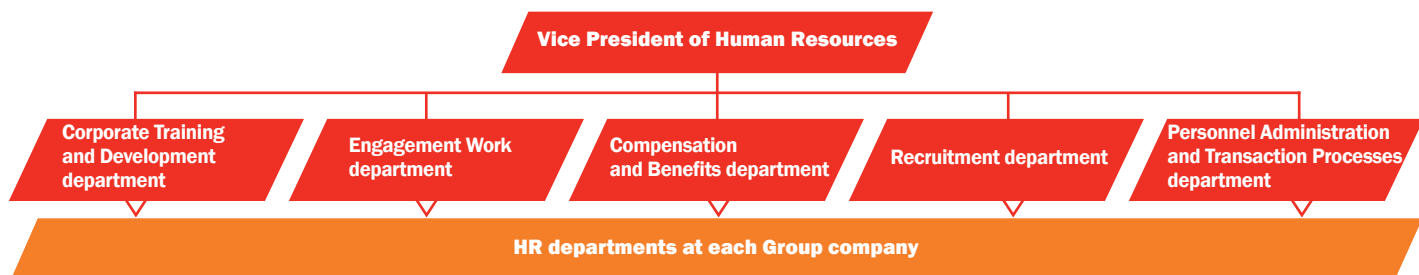 Vice President of Human Resources
Corporate Training
and Development
department
Engagement Work
department
Compensation
and Benefits department
Recruitment department
Personnel Administration
and Transaction Processes
department
HR departments at each Group company